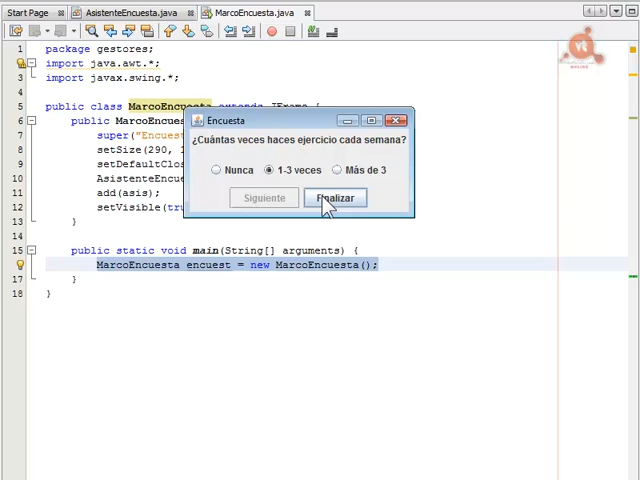 Start Page
AsistenteEncuesta.java
MarcoEncuesta.java
1 package gestores;
2 import java.awt.*;
3 import javax.swing.*;
5 public class MarcoEncuesta extends JFrame {
6 public MarcoEncues
7 super("Encuest
8 setSize(290, 1
9 setDefaultClos
10 AsistenteEncue
11 add(asis);
12 setVisible(tru
13 }
15 public static void main(String[] arguments) {
16 MarcoEncuesta encuest = new MarcoEncuesta();
17 }
18 }
Encuesta
¿Cuántas veces haces ejercicio cada semana?
Nunca 1-3 veces Más de 3
Siguiente Finalizar